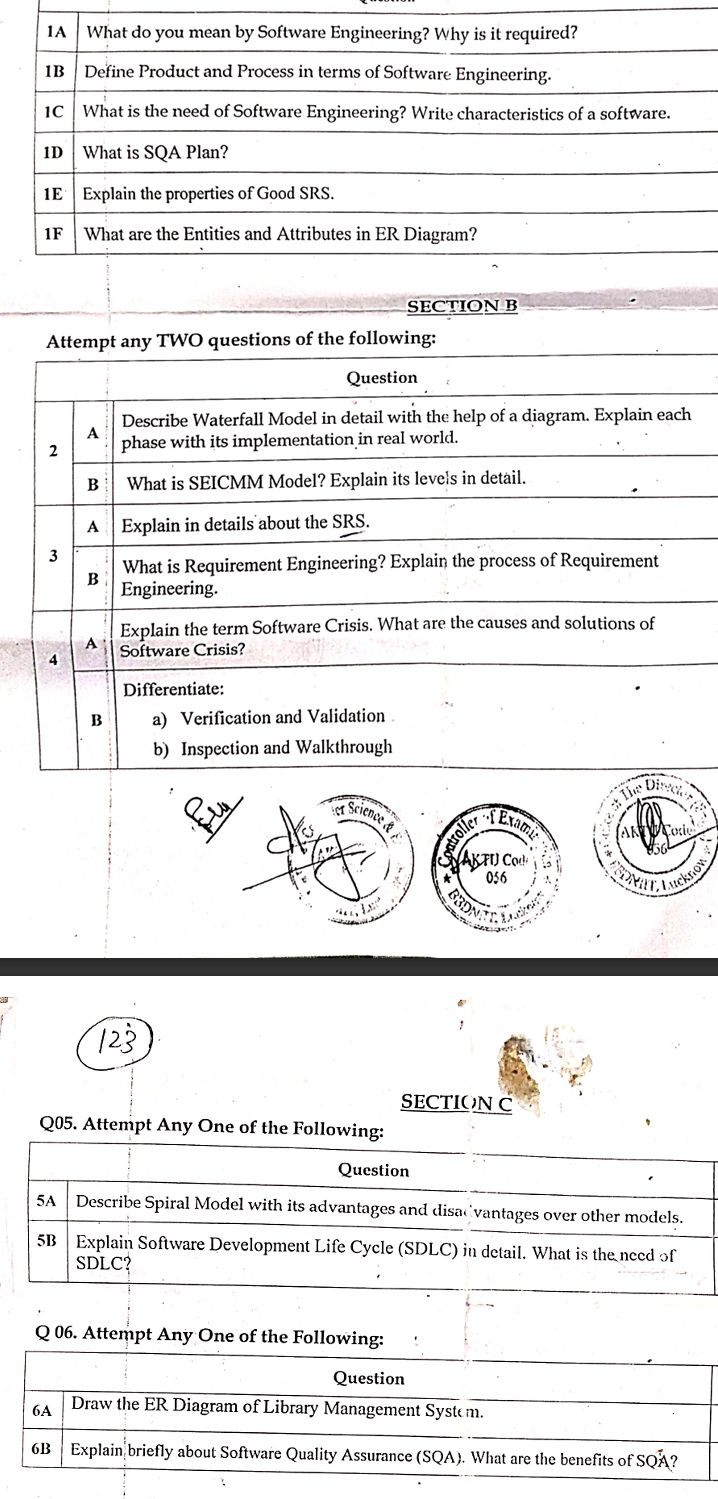 1A What do you mean by Software Engineering? Why is it required?
1B Define Product and Process in terms of Software Engineering.
1C What is the need of Software Engineering? Write characteristics of a software.
1D What is SQA Plan?
1E Explain the properties of Good SRS.
1F What are the Entities and Attributes in ER Diagram?
SECTION B
Attempt any TWO questions of the following:
Question
2
A Describe Waterfall Model in detail with the help of a diagram. Explain each
phase with its implementation in real world.
B What is SEICMM Model? Explain its levels in detail.
3
A Explain in details about the SRS.
B What is Requirement Engineering? Explain the process of Requirement
Engineering.
4
A Explain the term Software Crisis. What are the causes and solutions of
Software Crisis?
B Differentiate:
a) Verification and Validation
b) Inspection and Walkthrough
Science &
Controller of Exam
AKTU Code
056
BSDMIT,
The Director
AKTU Code
056
BSDMIT, Lucknow
123
SECTION C
Q05. Attempt Any One of the Following:
Question
5A Describe Spiral Model with its advantages and disadvantages over other models.
5B Explain Software Development Life Cycle (SDLC) in detail. What is the need of
SDLC?
Q 06. Attempt Any One of the Following:
Question
6A Draw the ER Diagram of Library Management System.
6B Explain briefly about Software Quality Assurance (SQA). What are the benefits of SQA?